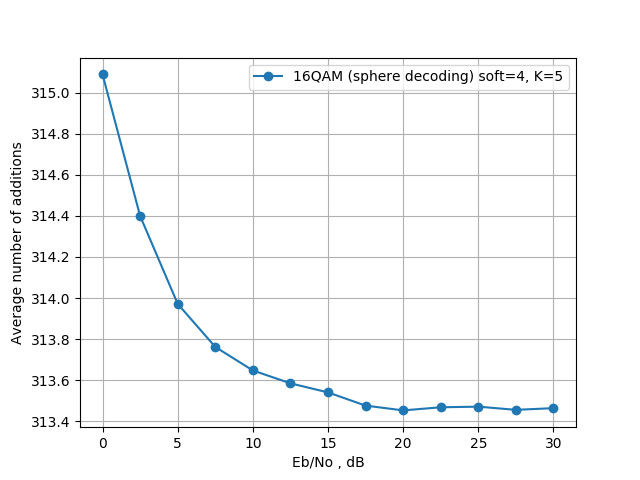 16QAM (sphere decoding) soft=4, K=5
Average number of additions
315.0
314.8
314.6
314.4
314.2
314.0
313.8
313.6
313.4
0 5 10 15 20 25 30
Eb/No , dB